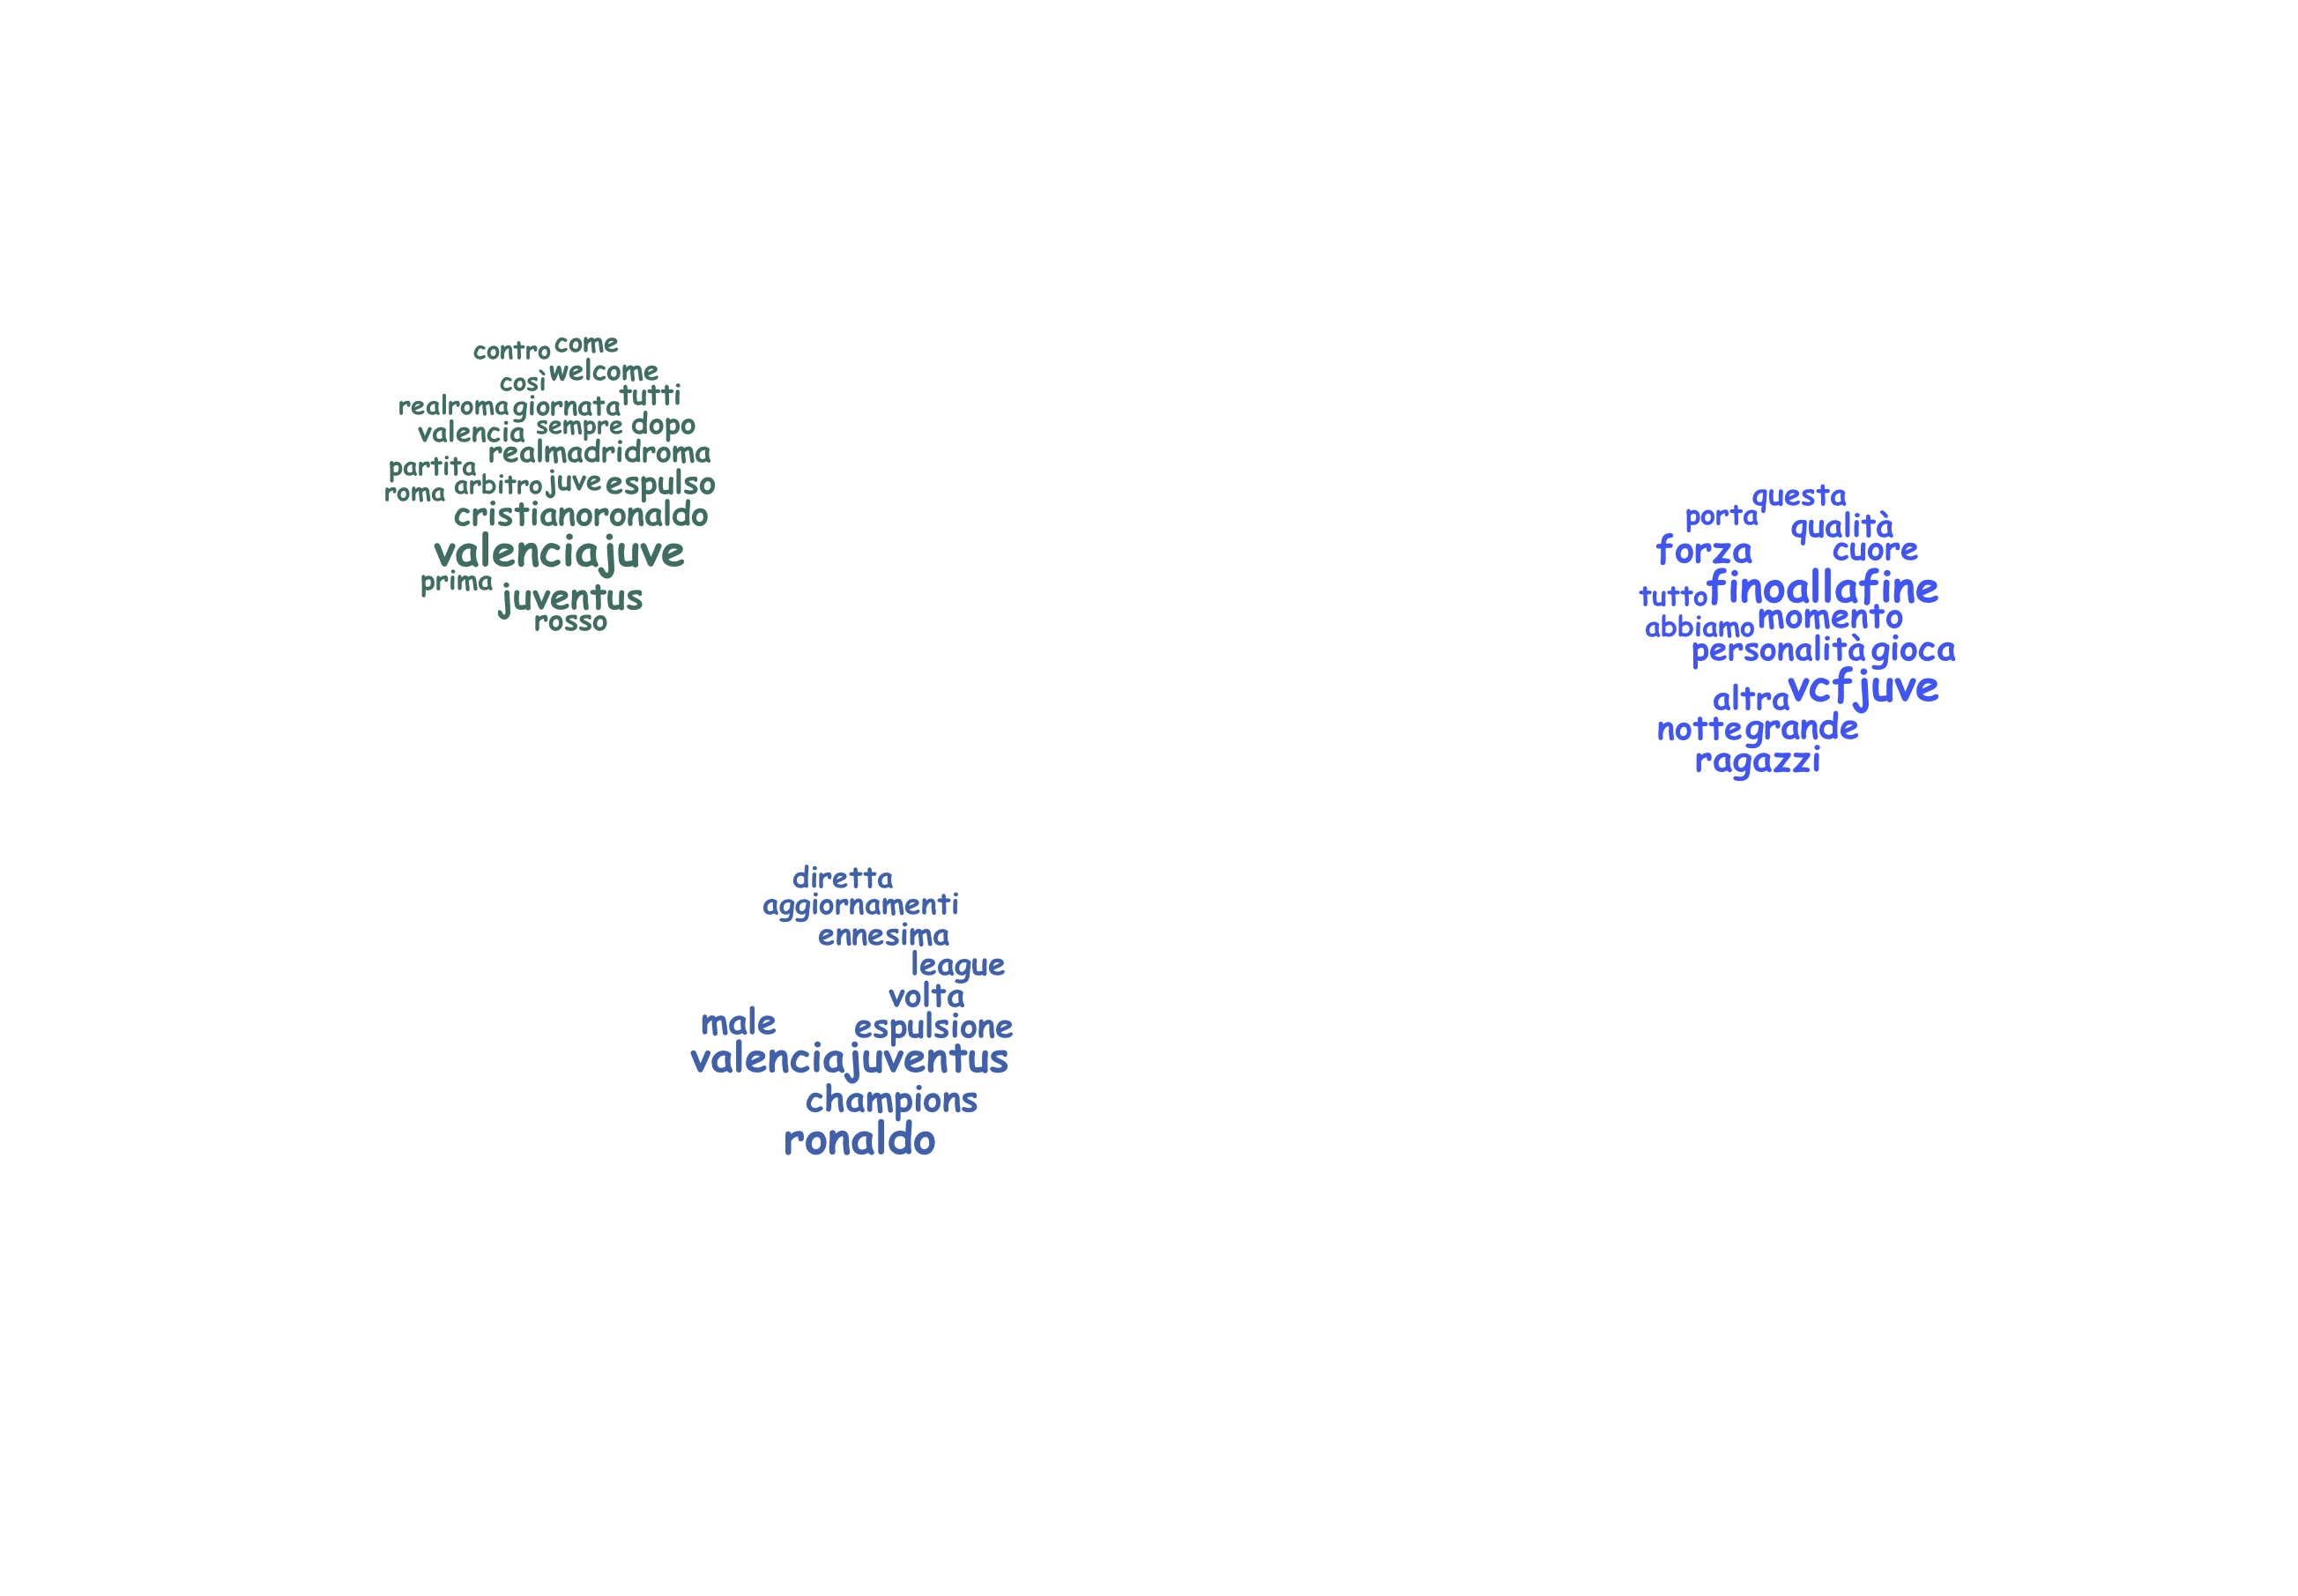 contro come
così welcome
realroma giornata tutti
valencia sempre dopo
realmadridroma
partita
roma arbitro juve espulso
cristianoronaldo
valenciajuve
prima
juventus
rosso
questa
porta qualità
forza cuore
tutto finoallafine
abbiamo momento
personalità gioca
altra vcfjuve
notte grande
ragazzi
diretta
aggiornamenti
ennesima
league
volta
male espulsione
valenciajuventus
champions
ronaldo